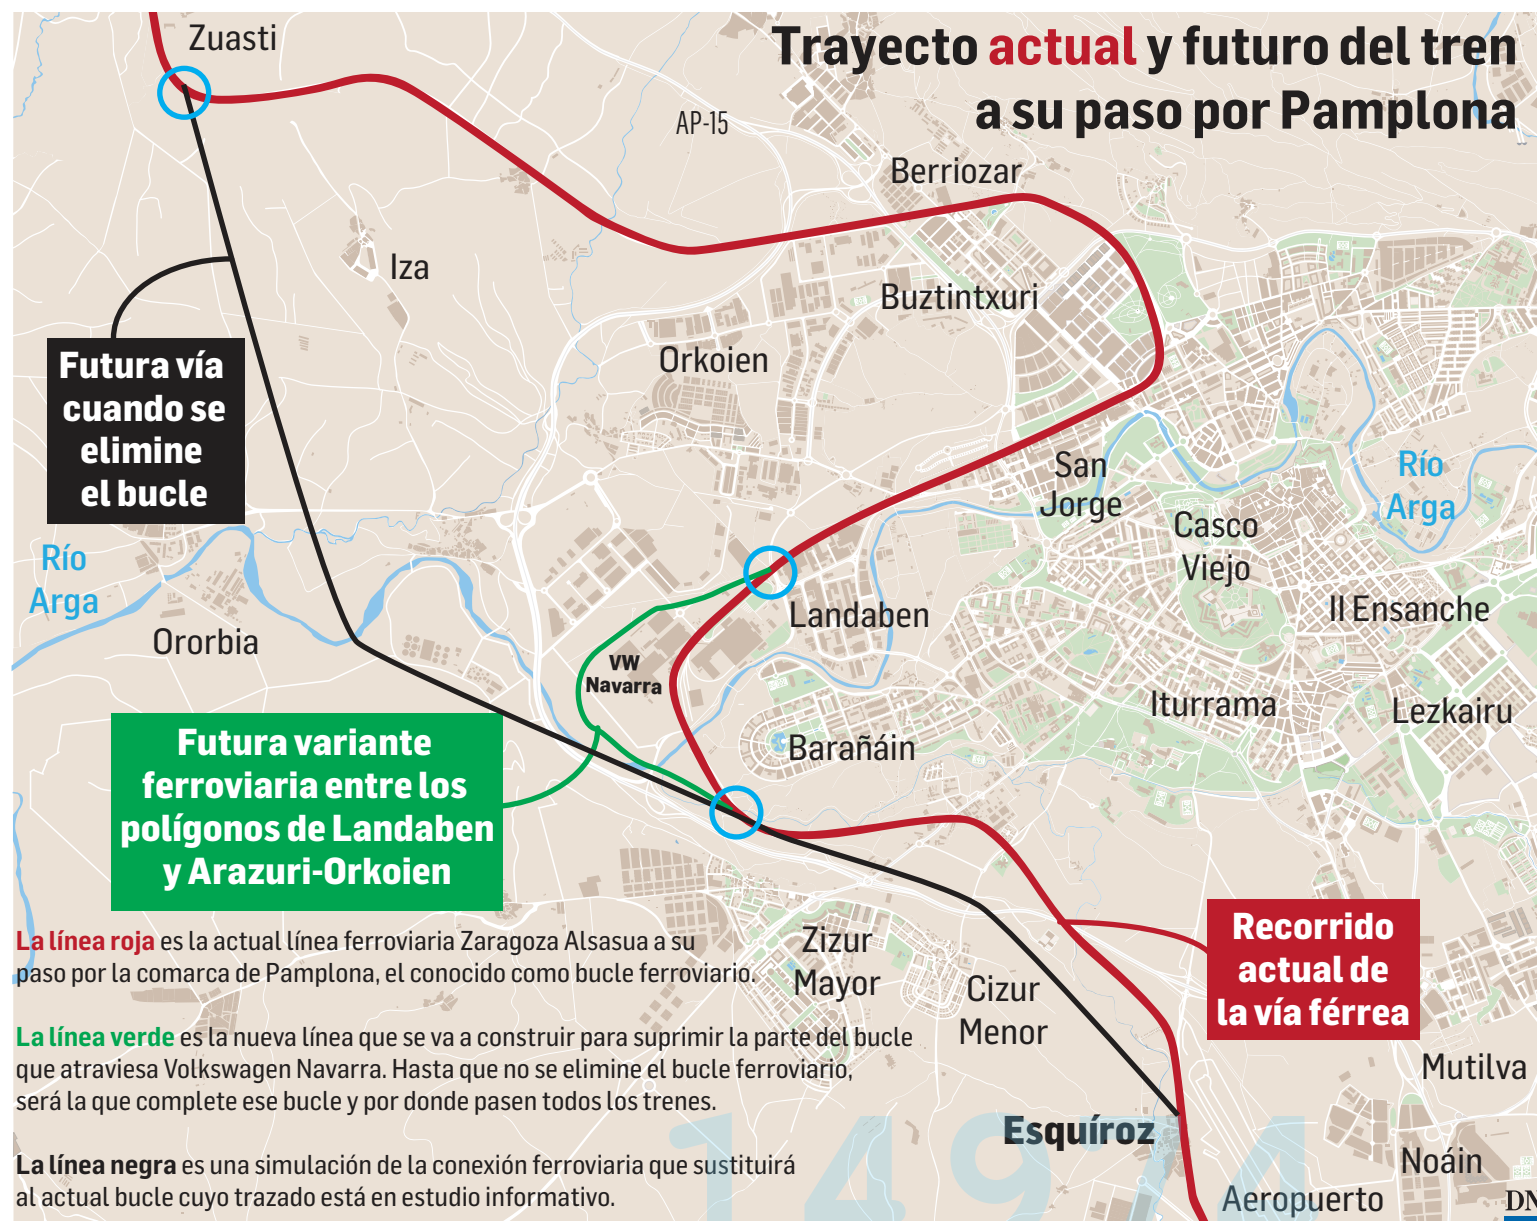 Trayecto actual y futuro del tren
a su paso por Pamplona
Zuasti
AP-15
Berriozar
Iza
Buztintxuri
Orkoien
Futura vía
cuando se
elimine
el bucle
San
Jorge
Río
Arga
Casco
Viejo
Río
Arga
II Ensanche
Landaben
Ororbia
VW
Navarra
Iturrama
Lezkairu
Barañáin
Futura variante
ferroviaria entre los
polígonos de Landaben
y Arazuri-Orkoien
Recorrido
actual de
la vía férrea
Zizur
Mayor
Cizur
Menor
La línea roja es la actual línea ferroviaria Zaragoza Alsasua a su
paso por la comarca de Pamplona, el conocido como bucle ferroviario.
La línea verde es la nueva línea que se va a construir para suprimir la parte del bucle
que atraviesa Volkswagen Navarra. Hasta que no se elimine el bucle ferroviario,
será la que complete ese bucle y por donde pasen todos los trenes.
Mutilva
Esquíroz
La línea negra es una simulación de la conexión ferroviaria que sustituirá
al actual bucle cuyo trazado está en estudio informativo.
Noáin
Aeropuerto
DN
14974